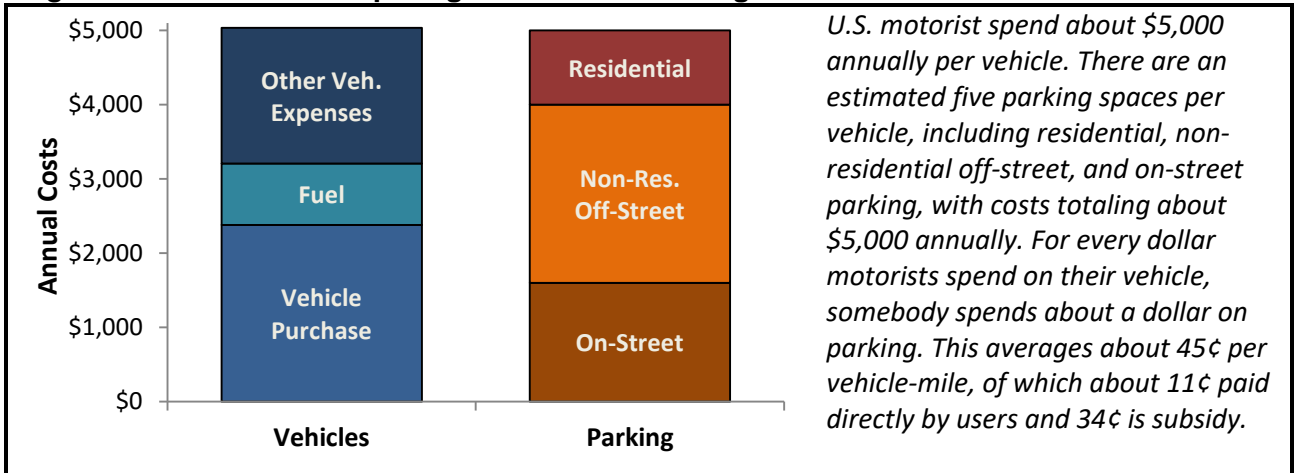 $5,000
$4,000
$3,000
$2,000
$1,000
$0
Annual Costs
Other Veh.
Expenses
Fuel
Vehicle
Purchase
Residential
Non-Res.
Off-Street
On-Street
Vehicles
Parking
U.S. motorist spend about $5,000
annually per vehicle. There are an
estimated five parking spaces per
vehicle, including residential, non-
residential off-street, and on-street
parking, with costs totaling about
$5,000 annually. For every dollar
motorists spend on their vehicle,
somebody spends about a dollar on
parking. This averages about 45¢ per
vehicle-mile, of which about 11¢ paid
directly by users and 34¢ is subsidy.